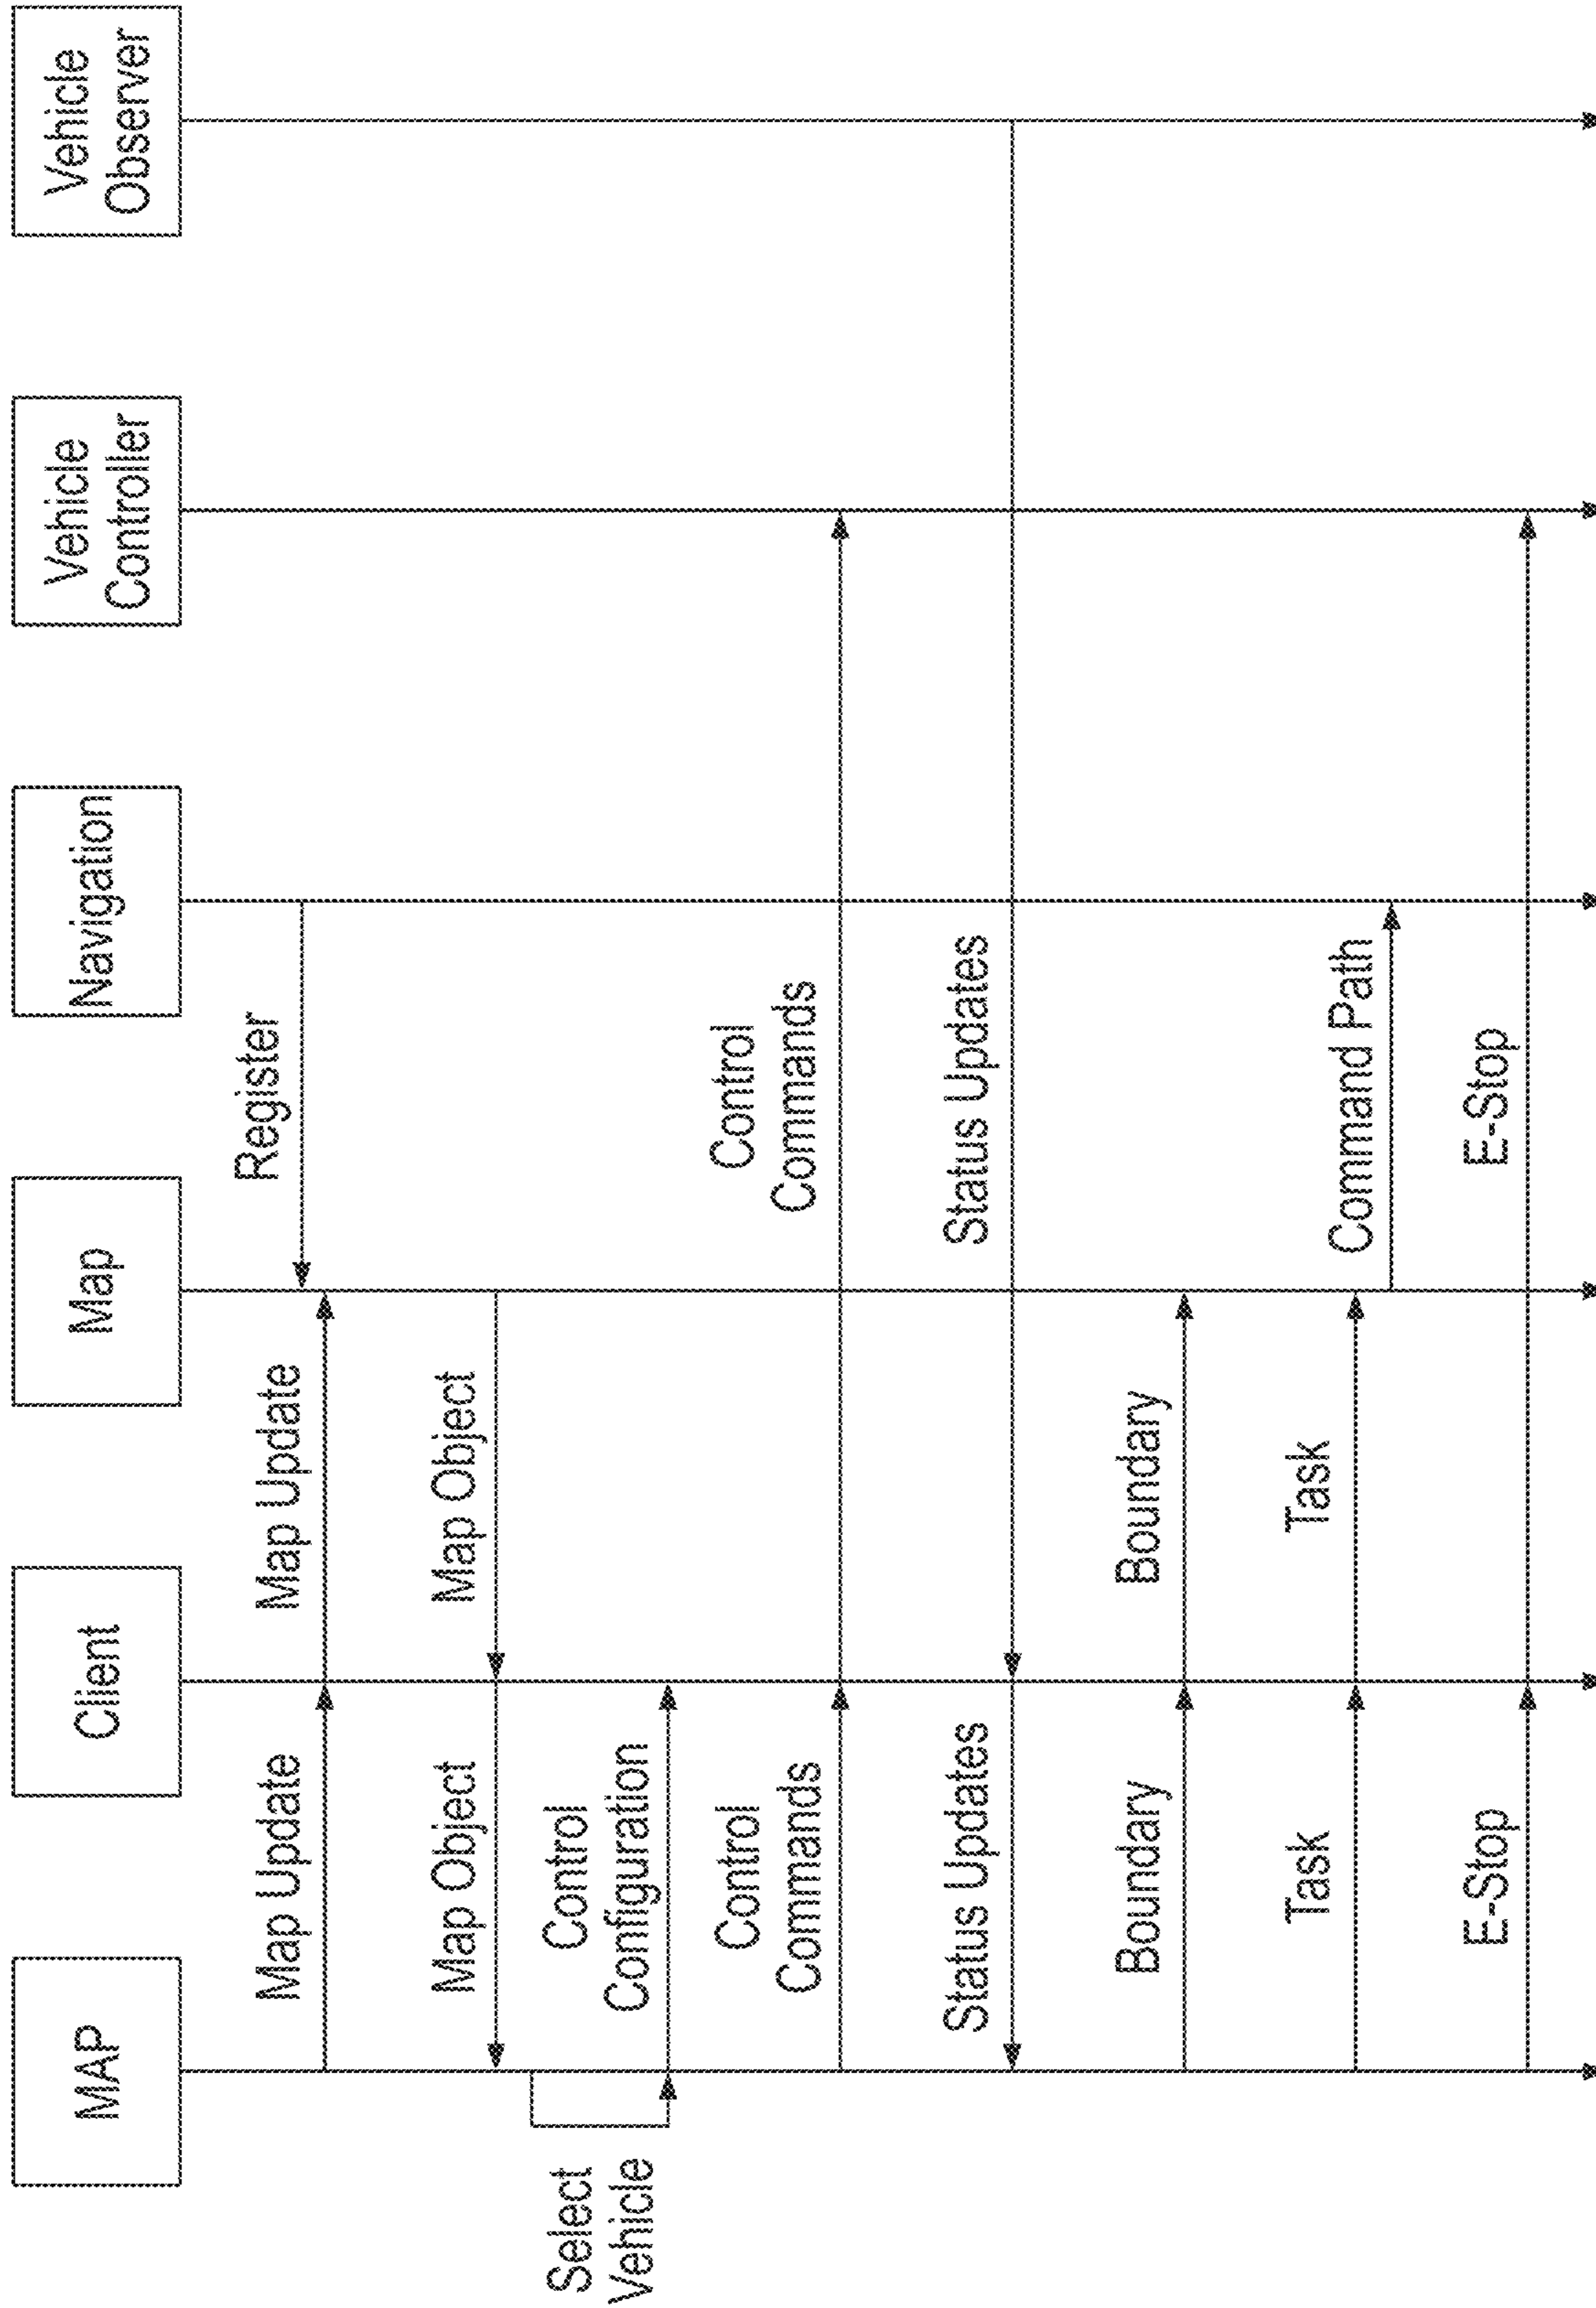 MAP
Client
Map
Navigation
Vehicle
Controller
Vehicle
Observer
Register
Map Update
Map Update
Map Object
Map Object
Select
Vehicle
Control
Configuration
Control
Commands
Control
Commands
Status Updates
Status Updates
Boundary
Boundary
Task
Task
Command Path
E-Stop
E-Stop